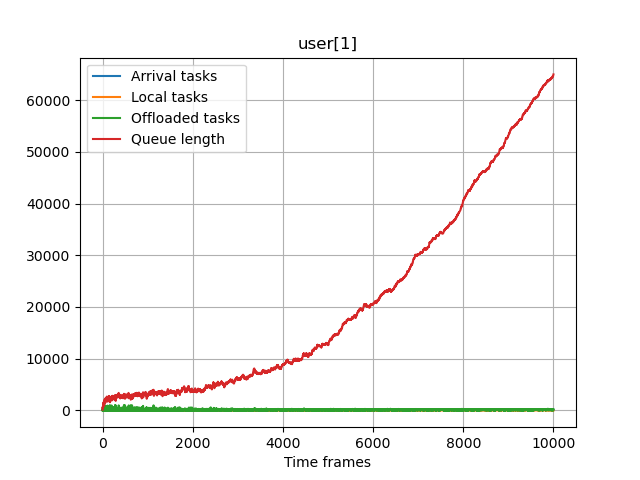 user[1]
Arrival tasks
Local tasks
Offloaded tasks
Queue length
60000
50000
40000
30000
20000
10000
0
0 2000 4000 6000 8000 10000
Time frames